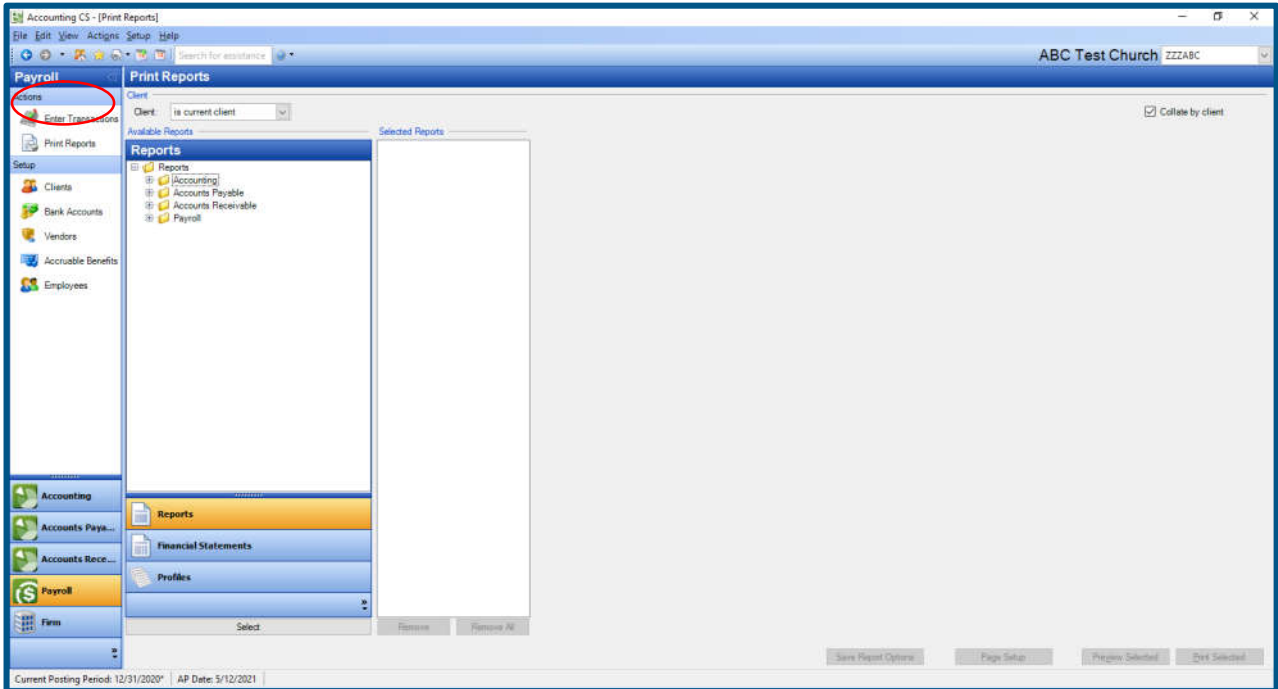 Accounting CS - [Print Reports]
File Edit View Actions Setup Help
Search for assistance
ABC Test Church ZZZABC
Payroll
Print Reports
Actions
Enter Transactions
Print Reports
Setup
Clients
Bank Accounts
Vendors
Accruable Benefits
Employees
Accounting
Accounts Paya...
Accounts Rece...
Payroll
Firm
Client
Client: is current client
Collate by client
Available Reports
Selected Reports
Reports
Reports
Accounting
Accounts Payable
Accounts Receivable
Payroll
Reports
Financial Statements
Profiles
Select
Remove
Remove All
Save Report Options
Page Setup
Preview Selected
Print Selected
Current Posting Period: 12/31/2020* AP Date: 5/12/2021